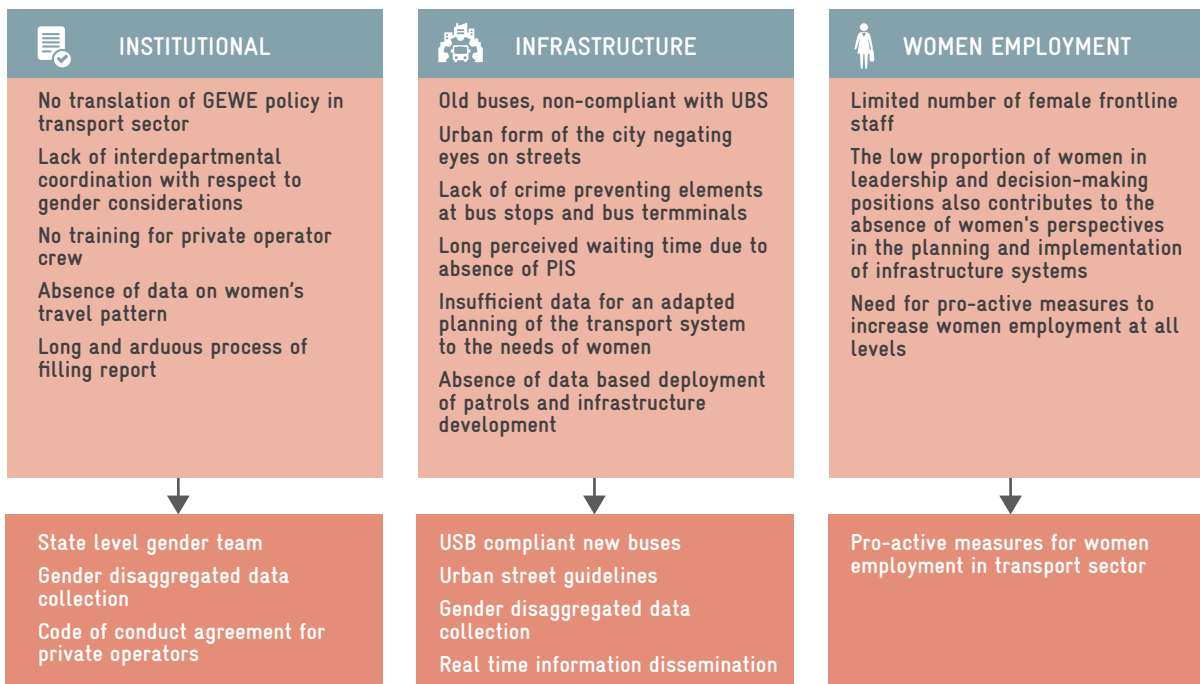 INSTITUTIONAL
No translation of GEWE policy in
transport sector
Lack of interdepartmental
coordination with respect to
gender considerations
No training for private operator
crew
Absence of data on women's
travel pattern
Long and arduous process of
filling report
State level gender team
Gender disaggregated data
collection
Code of conduct agreement for
private operators
INFRASTRUCTURE
Old buses, non-compliant with UBS
Urban form of the city negating
eyes on streets
Lack of crime preventing elements
at bus stops and bus termminals
Long perceived waiting time due to
absence of PIS
Insufficient data for an adapted
planning of the transport system
to the needs of women
Absence of data based deployment
of patrols and infrastructure
development
USB compliant new buses
Urban street guidelines
Gender disaggregated data
collection
Real time information dissemination
WOMEN EMPLOYMENT
Limited number of female frontline
staff
The low proportion of women in
leadership and decision-making
positions also contributes to the
absence of women's perspectives
in the planning and implementation
of infrastructure systems
Need for pro-active measures to
increase women employment at all
levels
Pro-active measures for women
employment in transport sector